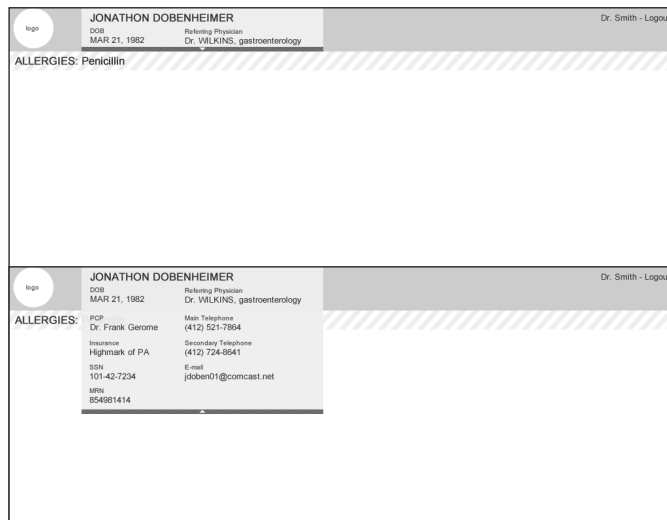 logo
JONATHON DOBENHEIMER
Dr. Smith - Logou
DOB Referring Physician
MAR 21, 1982 Dr. WILKINS, gastroenterology
ALLERGIES: Penicillin
logo
JONATHON DOBENHEIMER
Dr. Smith - Logou
DOB Referring Physician
MAR 21, 1982 Dr. WILKINS, gastroenterology
ALLERGIES:
PCP Main Telephone
Dr. Frank Gerome (412) 521-7864
Insurance Secondary Telephone
Highmark of PA (412) 724-8641
SSN E-mail
101-42-7234 jdoben01@comcast.net
MRN
854981414